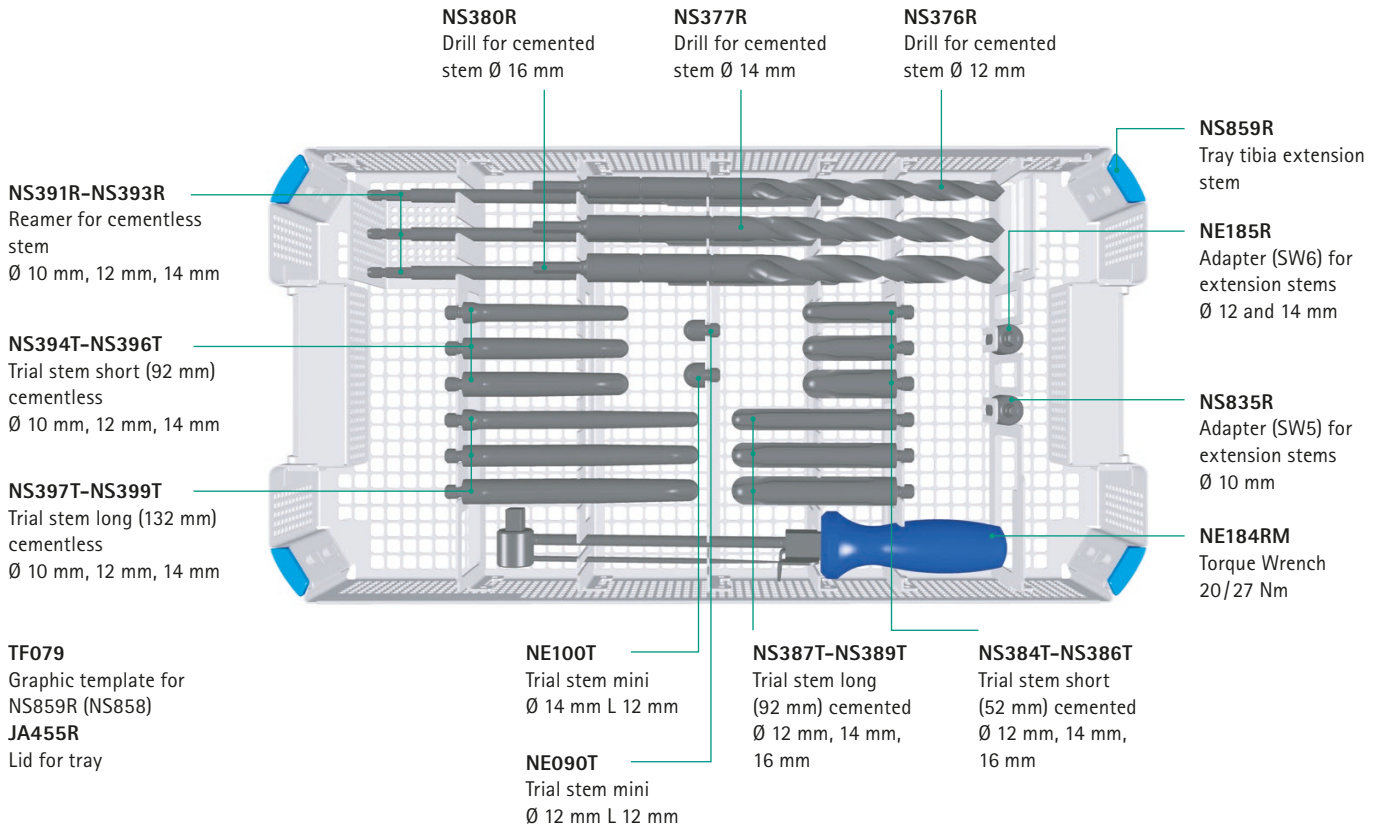 NS380R
Drill for cemented
stem Ø 16 mm
NS377R
Drill for cemented
stem Ø 14 mm
NS376R
Drill for cemented
stem Ø 12 mm
NS859R
Tray tibia extension
stem
NE185R
Adapter (SW6) for
extension stems
Ø 12 and 14 mm
NS835R
Adapter (SW5) for
extension stems
Ø 10 mm
NE184RM
Torque Wrench
20/27 Nm
NS391R–NS393R
Reamer for cementless
stem
Ø 10 mm, 12 mm, 14 mm
NS394T–NS396T
Trial stem short (92 mm)
cementless
Ø 10 mm, 12 mm, 14 mm
NS397T–NS399T
Trial stem long (132 mm)
cementless
Ø 10 mm, 12 mm, 14 mm
TF079
Graphic template for
NS859R (NS858)
JA455R
Lid for tray
NE100T
Trial stem mini
Ø 14 mm L 12 mm
NE090T
Trial stem mini
Ø 12 mm L 12 mm
NS387T–NS389T
Trial stem long
(92 mm) cemented
Ø 12 mm, 14 mm,
16 mm
NS384T–NS386T
Trial stem short
(52 mm) cemented
Ø 12 mm, 14 mm,
16 mm